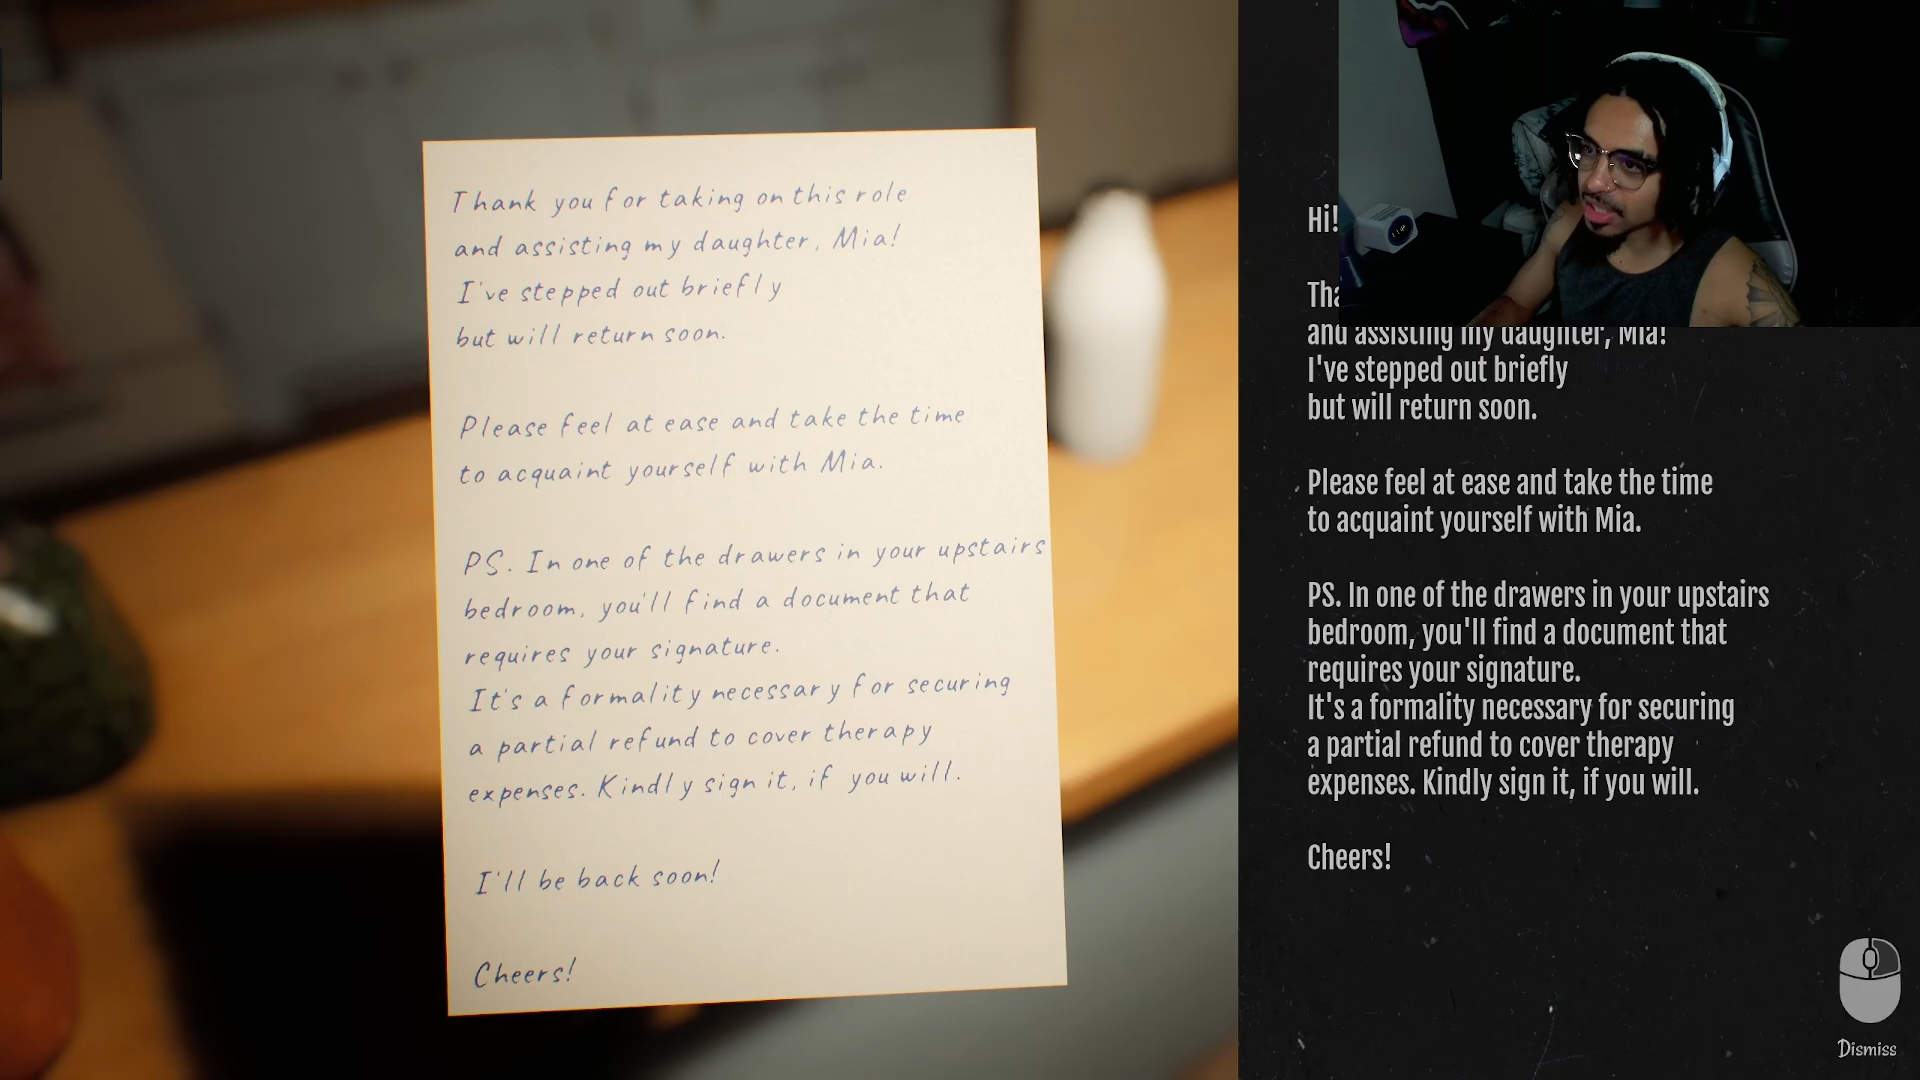 Thank you for taking on this role
and assisting my daughter, Mia!
I've stepped out briefly
but will return soon.
Please feel at ease and take the time
to acquaint yourself with Mia.
PS. In one of the drawers in your upstairs
bedroom, you'll find a document that
requires your signature.
It's a formality necessary for securing
a partial refund to cover therapy
expenses. Kindly sign it, if you will.
I'll be back soon!
Cheers!
Hi!
and assisting my daughter, Mia!
I've stepped out briefly
but will return soon.
Please feel at ease and take the time
to acquaint yourself with Mia.
PS. In one of the drawers in your upstairs
bedroom, you'll find a document that
requires your signature.
It's a formality necessary for securing
a partial refund to cover therapy
expenses. Kindly sign it, if you will.
Cheers!
Dismiss